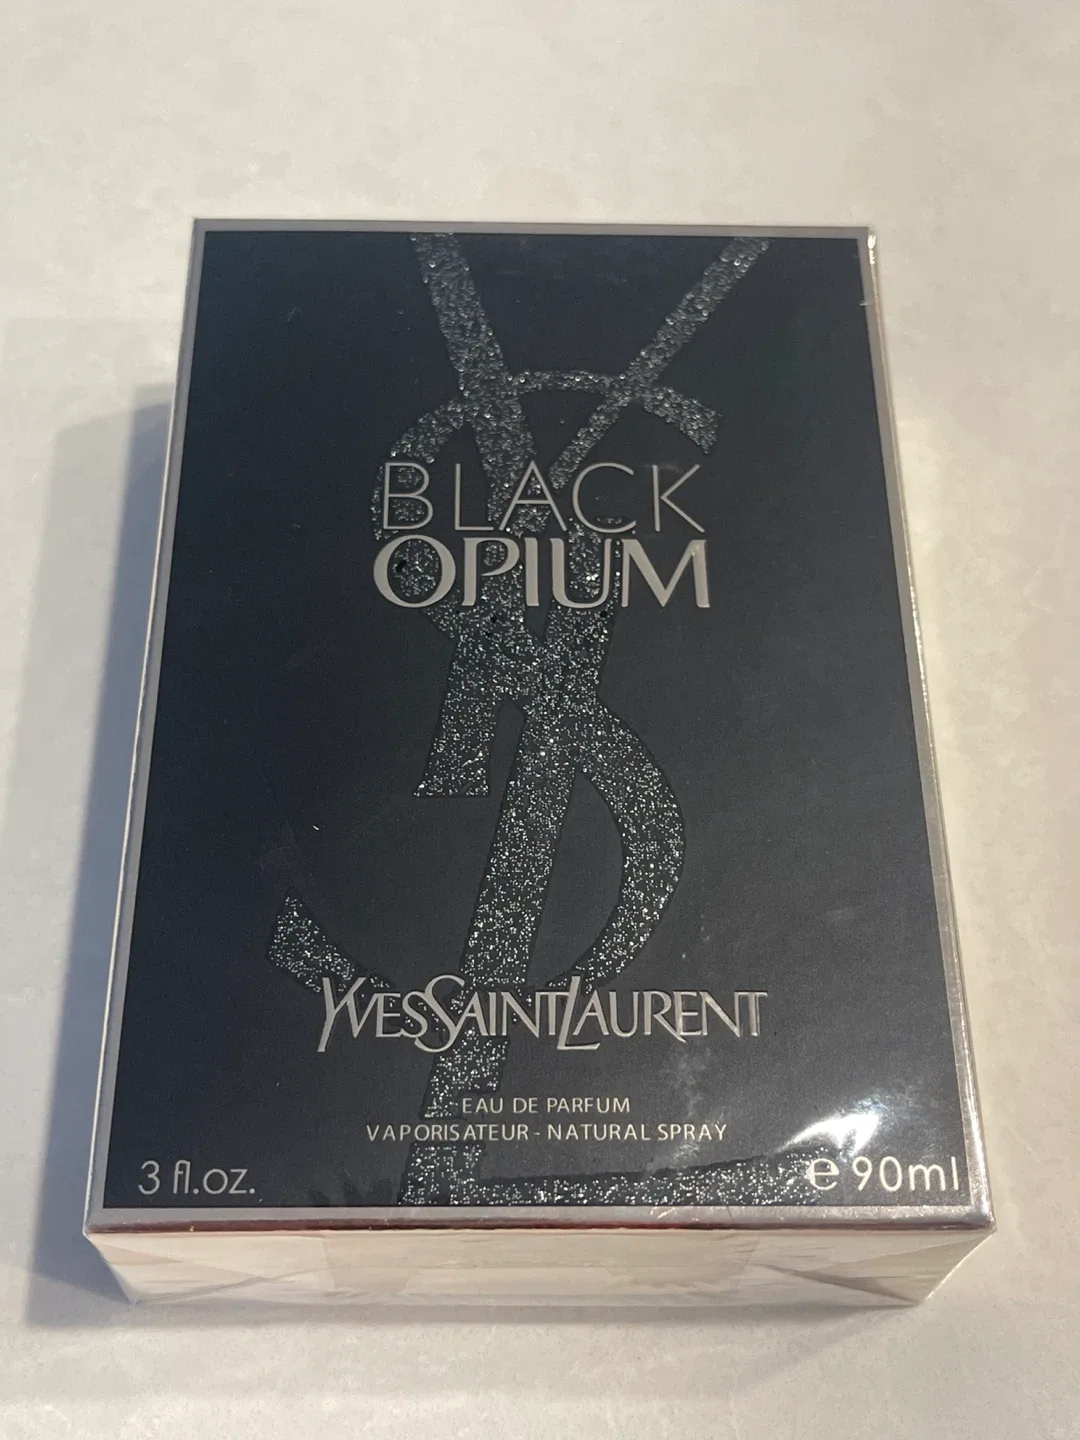 BLACK
OPIUM
YVESSAINTLAURENT
EAU DE PARFUM
VAPORISATEUR - NATURAL SPRAY
3 fl.oz. ℮ 90ml